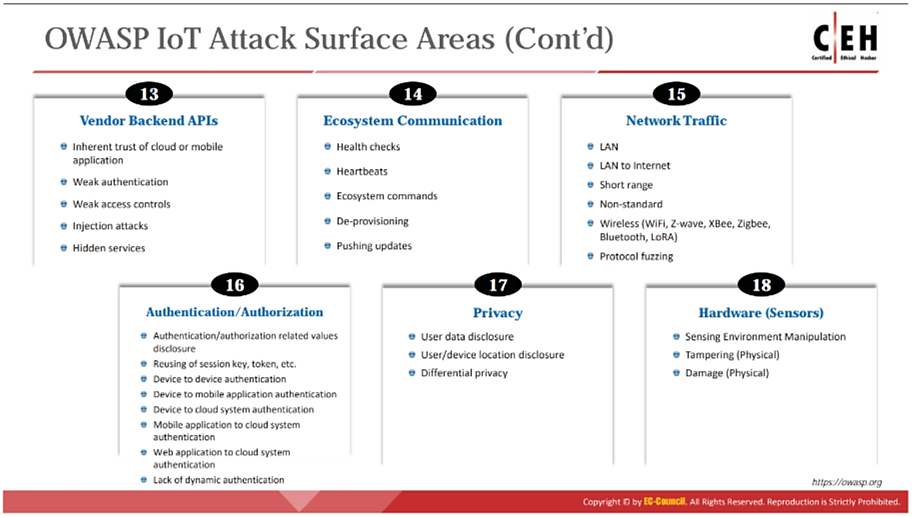 OWASP IoT Attack Surface Areas (Cont'd)
C|EH
Certified Ethical Hacker
13
Vendor Backend APIs
Inherent trust of cloud or mobile
application
Weak authentication
Weak access controls
Injection attacks
Hidden services
14
Ecosystem Communication
Health checks
Heartbeats
Ecosystem commands
De-provisioning
Pushing updates
15
Network Traffic
LAN
LAN to Internet
Short range
Non-standard
Wireless (WiFi, Z-wave, XBee, Zigbee,
Bluetooth, LoRA)
Protocol fuzzing
16
Authentication/Authorization
Authentication/authorization related values
disclosure
Reusing of session key, token, etc.
Device to device authentication
Device to mobile application authentication
Device to cloud system authentication
Mobile application to cloud system
authentication
Web application to cloud system
authentication
Lack of dynamic authentication
17
Privacy
User data disclosure
User/device location disclosure
Differential privacy
18
Hardware (Sensors)
Sensing Environment Manipulation
Tampering (Physical)
Damage (Physical)
https://owasp.org
Copyright © by EC-Council. All Rights Reserved. Reproduction is Strictly Prohibited.